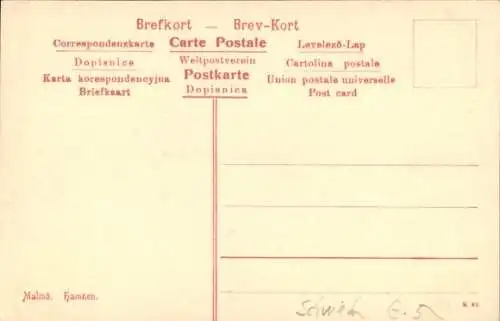 Brefkort — Brev-Kort
Correspondenzkarte Carte Postale Levelező-Lap
Dopisnice Weltpostverein Cartolina postale
Karta korespondencyjna Postkarte Union postale universelle
Briefkaart Dopisnica Post card
Malmö. Hamnen.